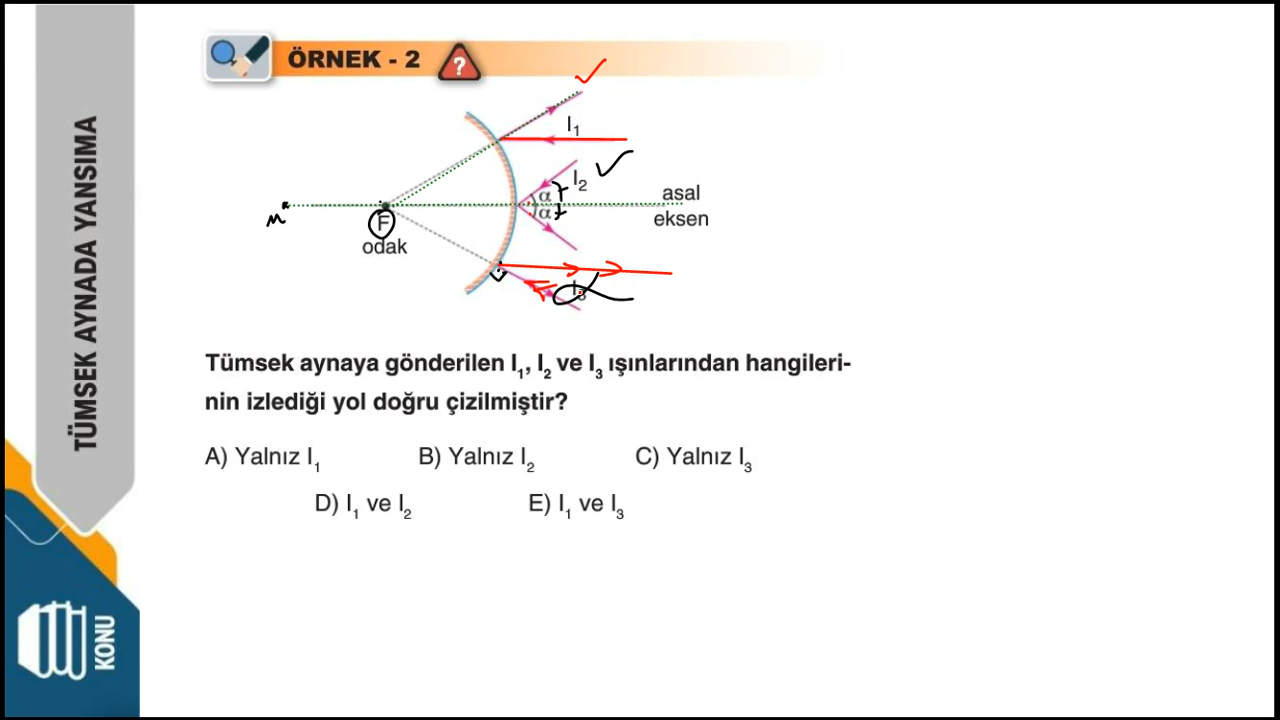 TÜMSEK AYNADA YANSIMA
ÖRNEK - 2
?
I1
I2
α
α
asal
eksen
M
F
odak
I3
Tümsek aynaya gönderilen I1, I2 ve I3 ışınlarından hangileri-
nin izlediği yol doğru çizilmiştir?
A) Yalnız I1 B) Yalnız I2 C) Yalnız I3
D) I1 ve I2 E) I1 ve I3
KONU